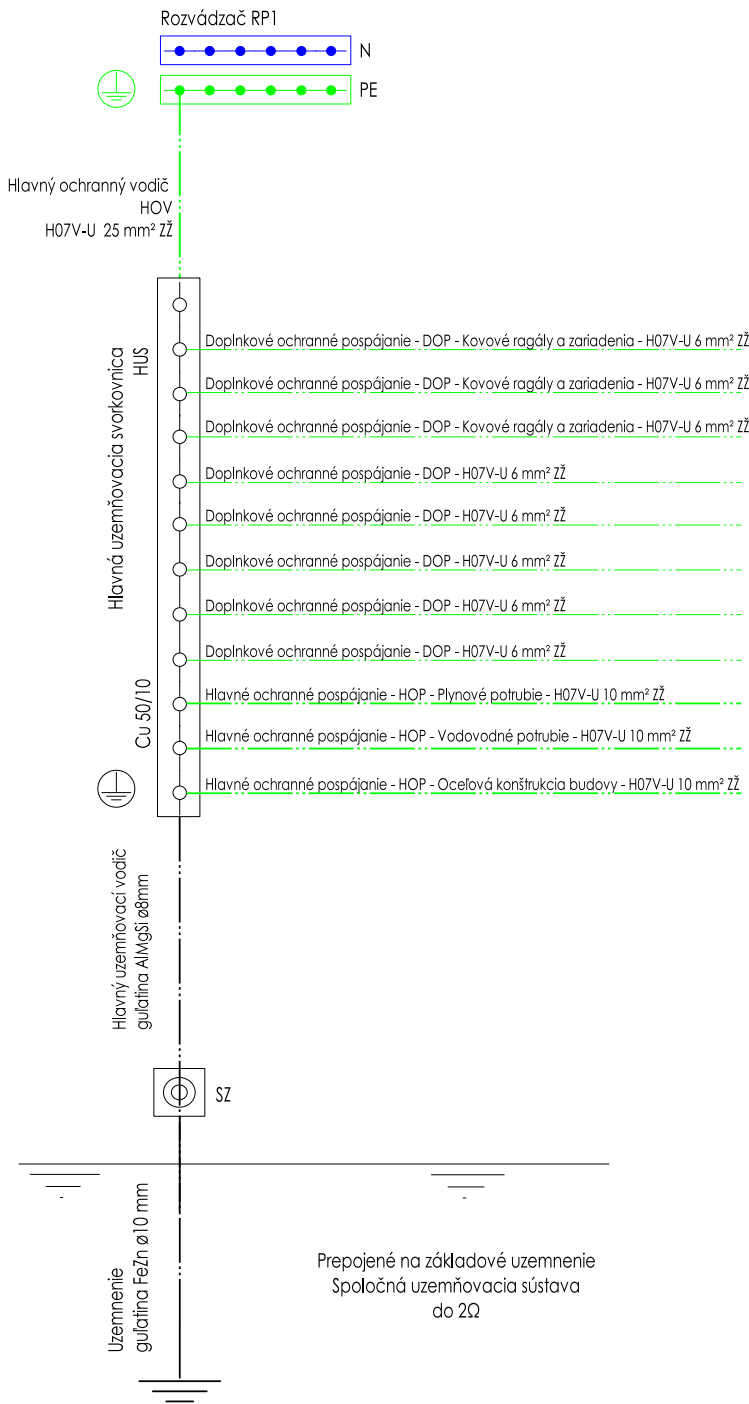 Rozvádzač RP1
N
PE
Hlavný ochranný vodič
HOV
H07V-U 25 mm² ZŽ
Hlavná uzemňovacia svorkovnica
HUS
Cu 50/10
Doplnkové ochranné pospájanie - DOP - Kovové ragály a zariadenia - H07V-U 6 mm² ZŽ
Doplnkové ochranné pospájanie - DOP - Kovové ragály a zariadenia - H07V-U 6 mm² ZŽ
Doplnkové ochranné pospájanie - DOP - Kovové ragály a zariadenia - H07V-U 6 mm² ZŽ
Doplnkové ochranné pospájanie - DOP - H07V-U 6 mm² ZŽ
Doplnkové ochranné pospájanie - DOP - H07V-U 6 mm² ZŽ
Doplnkové ochranné pospájanie - DOP - H07V-U 6 mm² ZŽ
Doplnkové ochranné pospájanie - DOP - H07V-U 6 mm² ZŽ
Doplnkové ochranné pospájanie - DOP - H07V-U 6 mm² ZŽ
Hlavné ochranné pospájanie - HOP - Plynové potrubie - H07V-U 10 mm² ZŽ
Hlavné ochranné pospájanie - HOP - Vodovodné potrubie - H07V-U 10 mm² ZŽ
Hlavné ochranné pospájanie - HOP - Oceľová konštrukcia budovy - H07V-U 10 mm² ZŽ
Hlavný uzemňovací vodič
guľatina AlMgSi ø8mm
SZ
Uzemnenie
guľatina FeZn ø10 mm
Prepojené na základové uzemnenie
Spoločná uzemňovacia sústava
do 2Ω